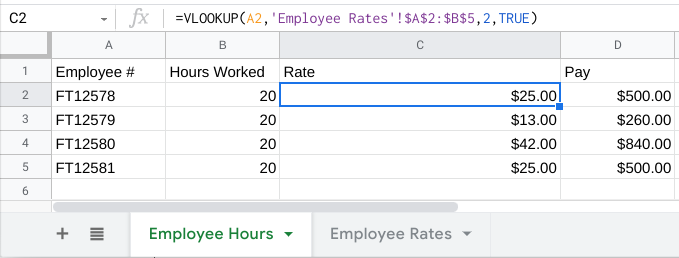 C2 fx =VLOOKUP(A2,'Employee Rates'!$A$2:$B$5,2,TRUE)
A B C D
1 Employee # Hours Worked Rate Pay
2 FT12578 20 $25.00 $500.00
3 FT12579 20 $13.00 $260.00
4 FT12580 20 $42.00 $840.00
5 FT12581 20 $25.00 $500.00
6
+ Employee Hours Employee Rates